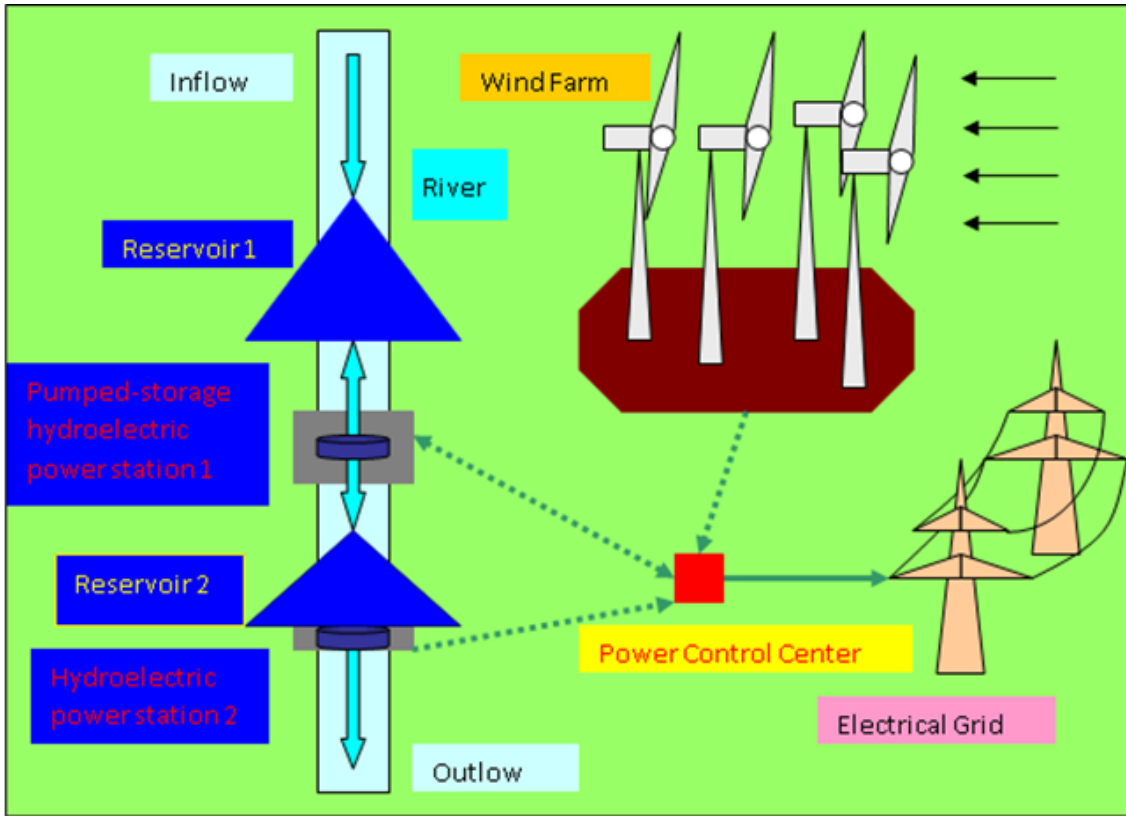 Inflow
Wind Farm
River
Reservoir 1
Pumped-storage
hydroelectric
power station 1
Reservoir 2
Power Control Center
Hydroelectric
power station 2
Electrical Grid
Outlow